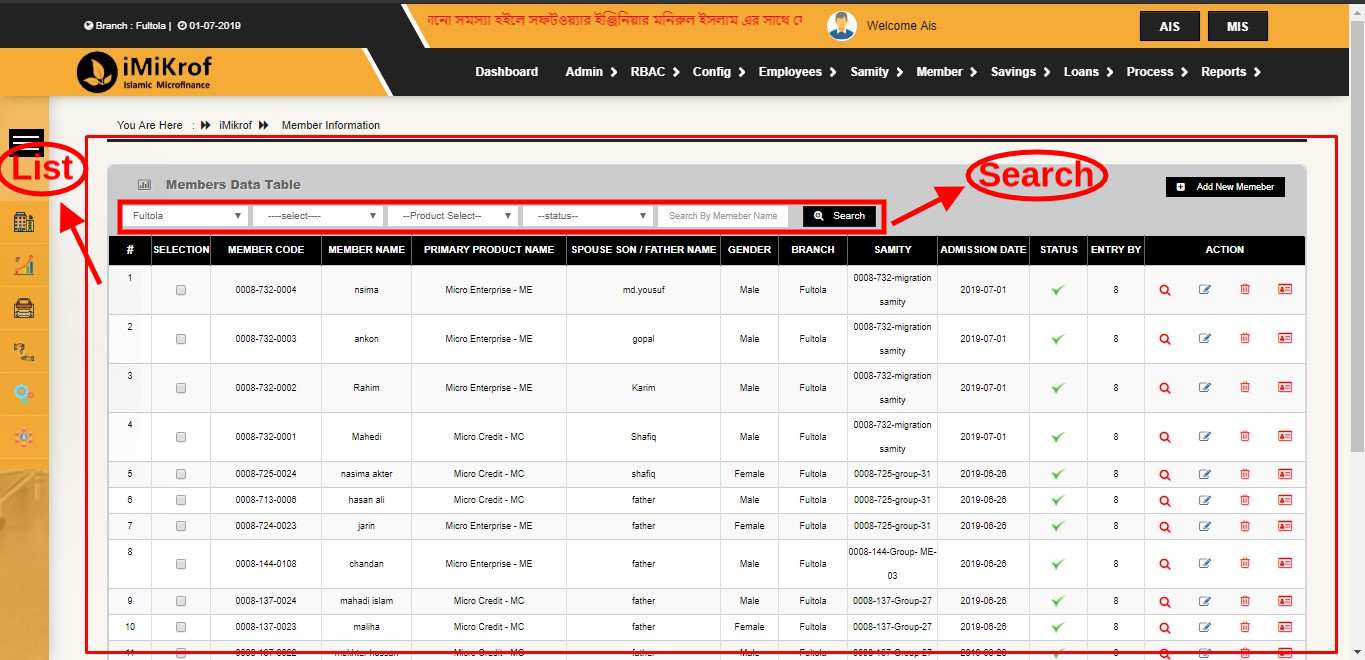 Branch : Fultola | 01-07-2019
সমস্যা হইলে সফটওয়্যার ইঞ্জিনিয়ার মনিরুল ইসলাম এর সাথে
Welcome Ais
AIS MIS
iMiKrof
Islamic Microfinance
Dashboard Admin RBAC Config Employees Samity Member Savings Loans Process Reports
You Are Here : iMikrof Member Information
List
Search
Members Data Table
Add New Memeber
Fultola ----select---- --Product Select-- --status-- Search By Memeber Name Search
# SELECTION MEMBER CODE MEMBER NAME PRIMARY PRODUCT NAME SPOUSE SON / FATHER NAME GENDER BRANCH SAMITY ADMISSION DATE STATUS ENTRY BY ACTION
1 0008-732-0004 nsima Micro Enterprise - ME md.yousuf Male Fultola 0008-732-migration samity 2019-07-01 8
2 0008-732-0003 ankon Micro Enterprise - ME gopal Male Fultola 0008-732-migration samity 2019-07-01 8
3 0008-732-0002 Rahim Micro Enterprise - ME Karim Male Fultola 0008-732-migration samity 2019-07-01 8
4 0008-732-0001 Mahedi Micro Credit - MC Shafiq Male Fultola 0008-732-migration samity 2019-07-01 8
5 0008-725-0024 nasima akter Micro Credit - MC shafiq Female Fultola 0008-725-group-31 2019-06-26 8
6 0008-713-0006 hasan ali Micro Credit - MC father Male Fultola 0008-725-group-31 2019-06-26 8
7 0008-724-0023 jarin Micro Enterprise - ME father Female Fultola 0008-725-group-31 2019-06-26 8
8 0008-144-0108 chandan Micro Enterprise - ME father Male Fultola 0008-144-Group- ME-03 2019-06-26 8
9 0008-137-0024 mahadi islam Micro Credit - MC father Male Fultola 0008-137-Group-27 2019-06-26 8
10 0008-137-0023 maliha Micro Credit - MC father Female Fultola 0008-137-Group-27 2019-06-26 8